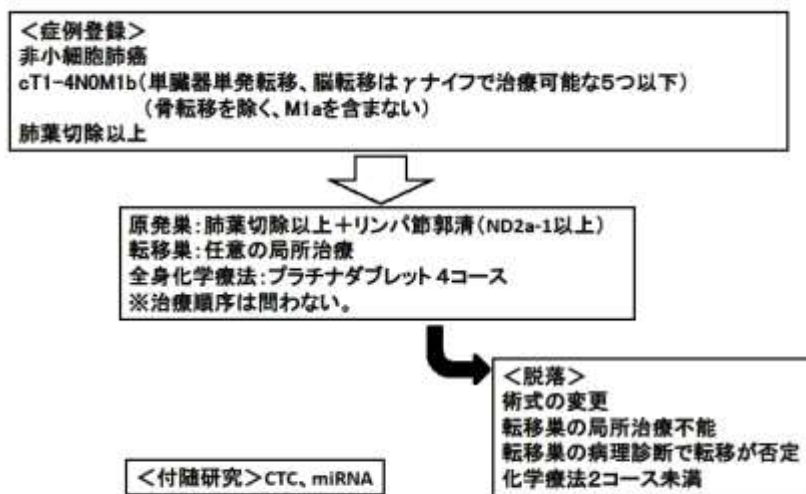 ＜症例登録＞
非小細胞肺癌
cT1-4N0M1b(単臓器単発転移、脳転移はγナイフで治療可能な5つ以下)
(骨転移を除く、M1aを含まない)
肺葉切除以上
原発巣:肺葉切除以上＋リンパ節郭清(ND2a-1以上)
転移巣:任意の局所治療
全身化学療法:プラチナダブレット 4コース
※治療順序は問わない。
＜脱落＞
術式の変更
転移巣の局所治療不能
転移巣の病理診断で転移が否定
化学療法2コース未満
＜付随研究＞CTC、miRNA